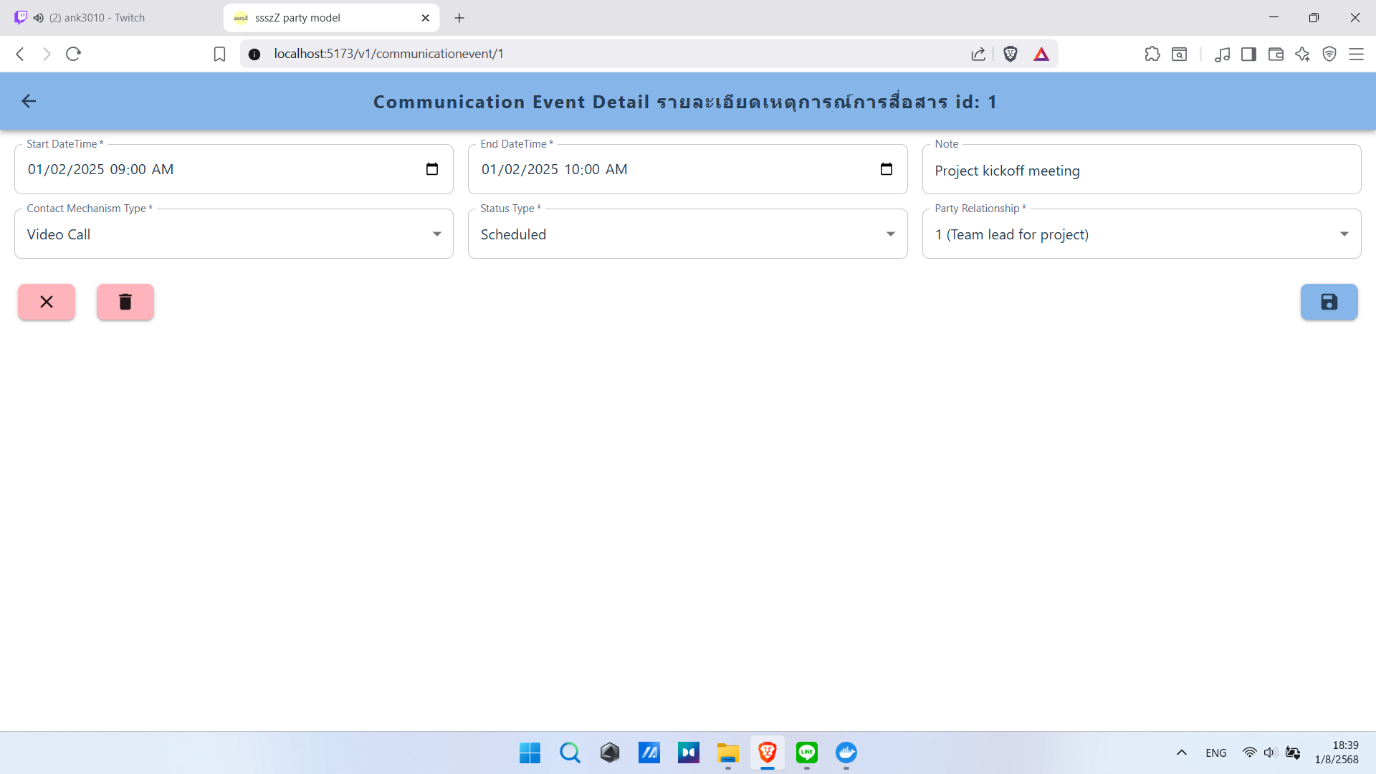 (2) ank3010 - Twitch
ssszZ party model
localhost:5173/v1/communicationevent/1
Communication Event Detail รายละเอียดเหตุการณ์การสื่อสาร id: 1
Start DateTime *
01/02/2025 09:00 AM
End DateTime *
01/02/2025 10:00 AM
Note
Project kickoff meeting
Contact Mechanism Type *
Video Call
Status Type *
Scheduled
Party Relationship *
1 (Team lead for project)
ENG
18:39
1/8/2568